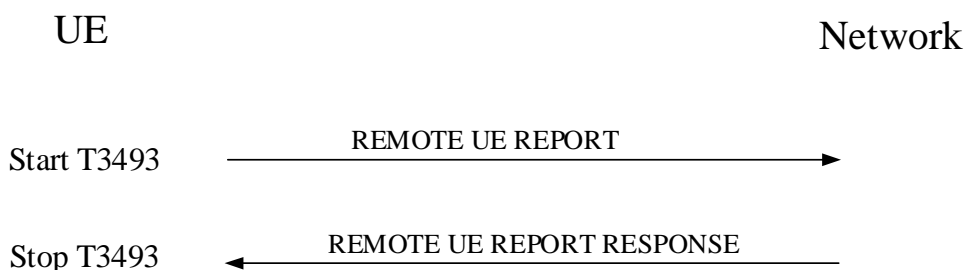 UE
Network
Start T3493
REMOTE UE REPORT
Stop T3493
REMOTE UE REPORT RESPONSE